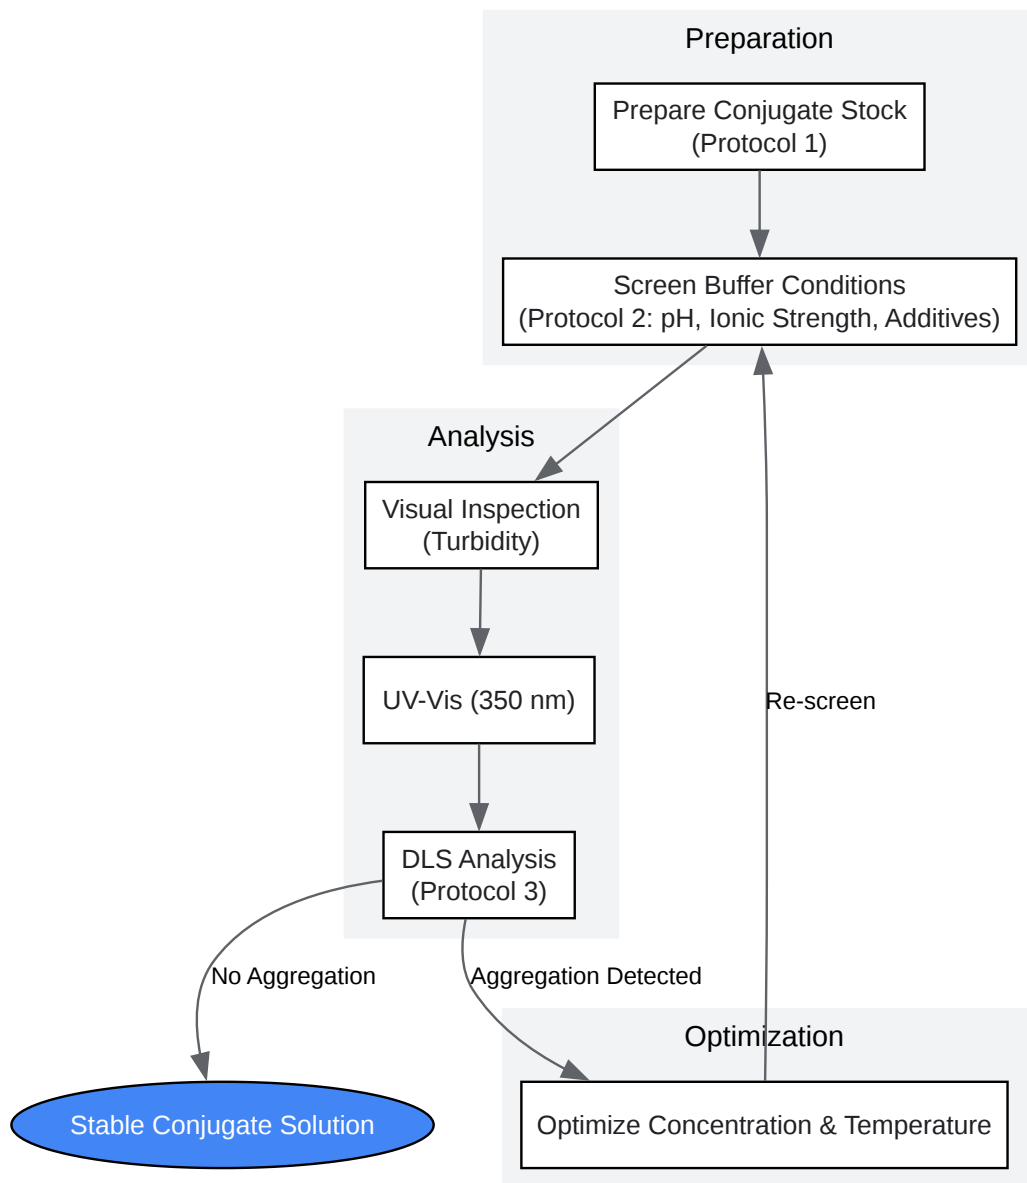 Preparation
Prepare Conjugate Stock
(Protocol 1)
Screen Buffer Conditions
(Protocol 2: pH, Ionic Strength, Additives)
Analysis
Visual Inspection
(Turbidity)
UV-Vis (350 nm)
Re-screen
DLS Analysis
(Protocol 3)
No Aggregation
Aggregation Detected
Optimization
Stable Conjugate Solution
Optimize Concentration & Temperature